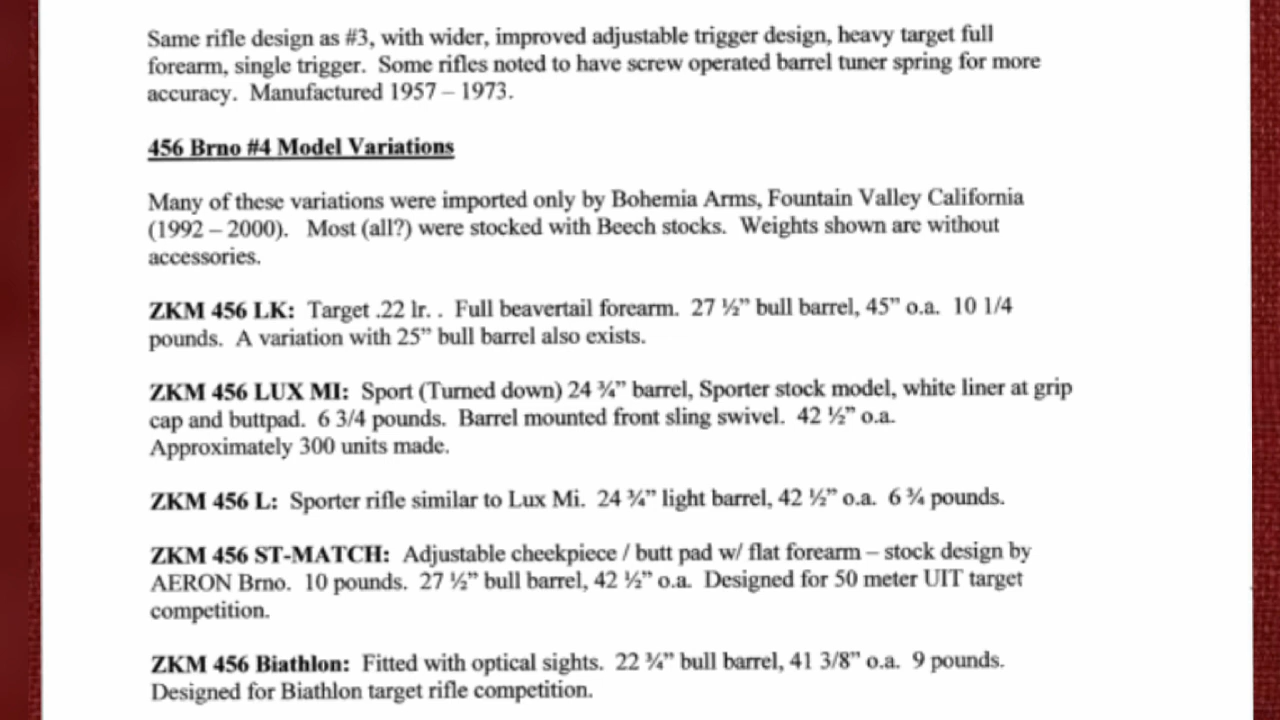 Same rifle design as #3, with wider, improved adjustable trigger design, heavy target full
forearm, single trigger.  Some rifles noted to have screw operated barrel tuner spring for more
accuracy.  Manufactured 1957 – 1973.
456 Brno #4 Model Variations
Many of these variations were imported only by Bohemia Arms, Fountain Valley California
(1992 – 2000).   Most (all?) were stocked with Beech stocks.  Weights shown are without
accessories.
ZKM 456 LK:  Target .22 lr. .  Full beavertail forearm.  27 ½” bull barrel, 45” o.a.  10 1/4
pounds.  A variation with 25” bull barrel also exists.
ZKM 456 LUX MI:  Sport (Turned down) 24 ¾” barrel, Sporter stock model, white liner at grip
cap and buttpad.  6 3/4 pounds.  Barrel mounted front sling swivel.  42 ½” o.a.
Approximately 300 units made.
ZKM 456 L:  Sporter rifle similar to Lux Mi.  24 ¾” light barrel, 42 ½” o.a.  6 ¾ pounds.
ZKM 456 ST-MATCH:  Adjustable cheekpiece / butt pad w/ flat forearm – stock design by
AERON Brno.  10 pounds.  27 ½” bull barrel, 42 ½” o.a.  Designed for 50 meter UIT target
competition.
ZKM 456 Biathlon:  Fitted with optical sights.  22 ¾” bull barrel, 41 3/8” o.a.  9 pounds.
Designed for Biathlon target rifle competition.